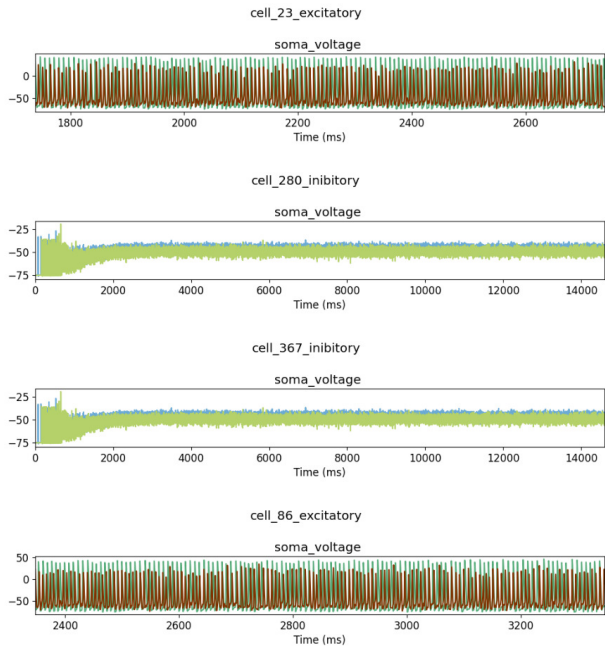 cell_23_excitatory
soma_voltage
0
−50
1800 2000 2200 2400 2600
Time (ms)
cell_280_inibitory
soma_voltage
−25
−50
−75
0 2000 4000 6000 8000 10000 12000 14000
Time (ms)
cell_367_inibitory
soma_voltage
−25
−50
−75
0 2000 4000 6000 8000 10000 12000 14000
Time (ms)
cell_86_excitatory
soma_voltage
50
0
−50
2400 2600 2800 3000 3200
Time (ms)